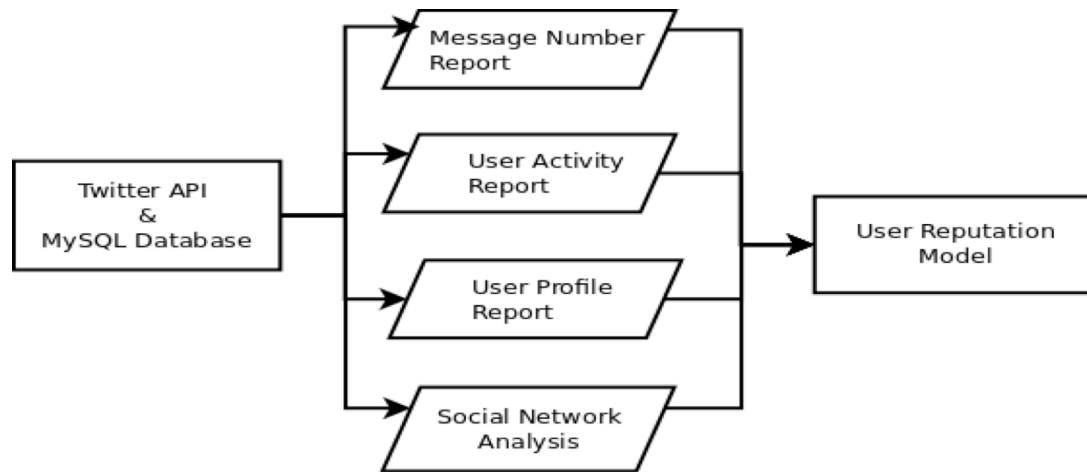 Message Number
Report
User Activity
Report
Twitter API
&
MySQL Database
User Reputation
Model
User Profile
Report
Social Network
Analysis